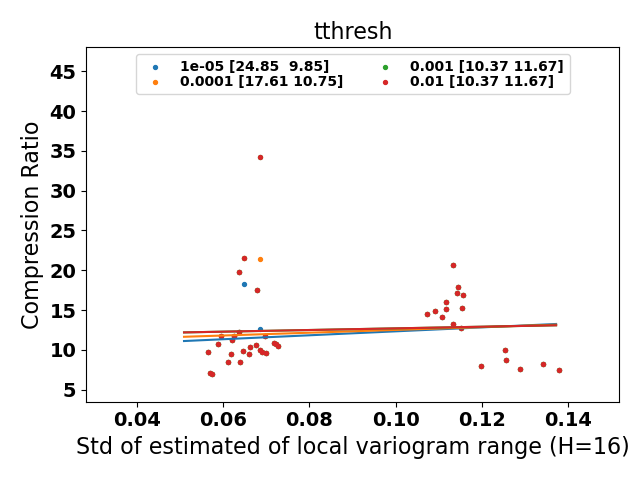 tthresh
1e-05 [24.85  9.85]
0.0001 [17.61 10.75]
0.001 [10.37 11.67]
0.01 [10.37 11.67]
Compression Ratio
45
40
35
30
25
20
15
10
5
0.04 0.06 0.08 0.10 0.12 0.14
Std of estimated of local variogram range (H=16)